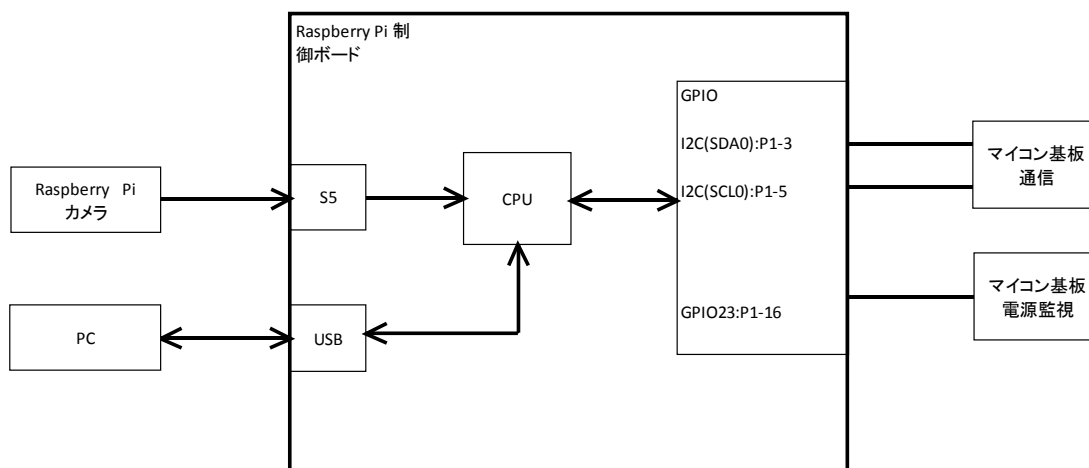 Raspberry Pi 制
御ボード
GPIO
I2C(SDA0):P1-3
I2C(SCL0):P1-5
GPIO23:P1-16
Raspberry Pi
カメラ
S5
CPU
マイコン基板
通信
PC
USB
マイコン基板
電源監視